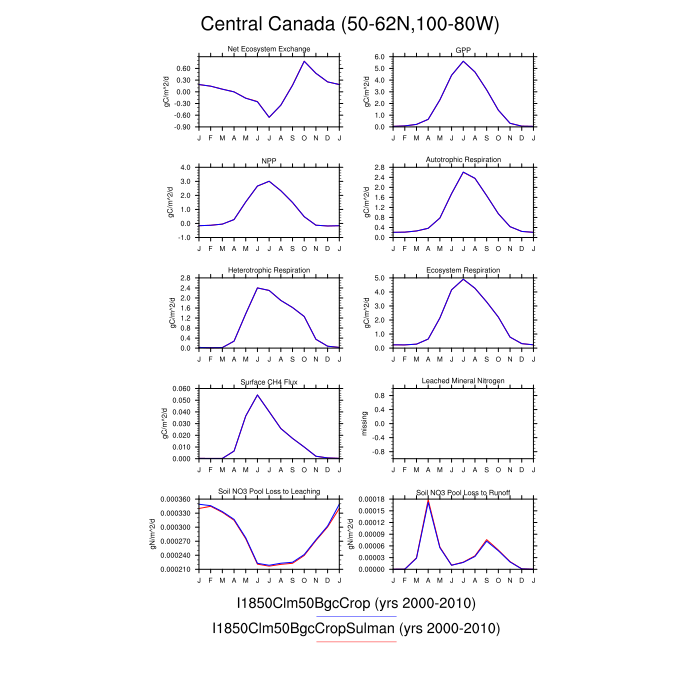 Central Canada (50-62N,100-80W)
Net Ecosystem Exchange
gC/m^2/d
0.60
0.30
0.00
-0.30
-0.60
-0.90
J F M A M J J A S O N D J
GPP
gC/m^2/d
6.0
5.0
4.0
3.0
2.0
1.0
0.0
J F M A M J J A S O N D J
NPP
gC/m^2/d
4.0
3.0
2.0
1.0
0.0
-1.0
J F M A M J J A S O N D J
Autotrophic Respiration
gC/m^2/d
2.8
2.4
2.0
1.6
1.2
0.8
0.4
0.0
J F M A M J J A S O N D J
Heterotrophic Respiration
gC/m^2/d
2.8
2.4
2.0
1.6
1.2
0.8
0.4
0.0
J F M A M J J A S O N D J
Ecosystem Respiration
gC/m^2/d
5.0
4.0
3.0
2.0
1.0
0.0
J F M A M J J A S O N D J
Surface CH4 Flux
gC/m^2/d
0.060
0.050
0.040
0.030
0.020
0.010
0.000
J F M A M J J A S O N D J
Leached Mineral Nitrogen
missing
0.8
0.4
0.0
-0.4
-0.8
J F M A M J J A S O N D J
Soil NO3 Pool Loss to Leaching
gN/m^2/d
0.000360
0.000330
0.000300
0.000270
0.000240
0.000210
J F M A M J J A S O N D J
Soil NO3 Pool Loss to Runoff
gN/m^2/d
0.00018
0.00015
0.00012
0.00009
0.00006
0.00003
0.00000
J F M A M J J A S O N D J
I1850Clm50BgcCrop (yrs 2000-2010)
I1850Clm50BgcCropSulman (yrs 2000-2010)